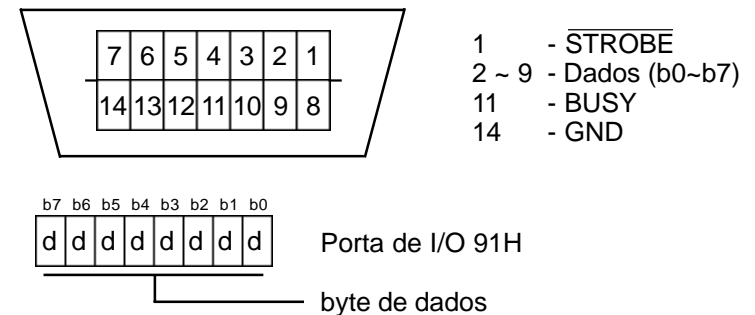 7 6 5 4 3 2 1
14 13 12 11 10 9 8
1 - STROBE
2 ~ 9 - Dados (b0~b7)
11 - BUSY
14 - GND
b7 b6 b5 b4 b3 b2 b1 b0
d d d d d d d d
Porta de I/O 91H
byte de dados